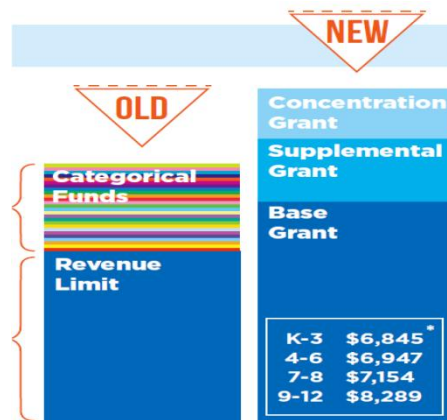 OLD
Categorical
Funds
Revenue
Limit
NEW
Concentration
Grant
Supplemental
Grant
Base
Grant
K-3 $6,845*
4-6 $6,947
7-8 $7,154
9-12 $8,289